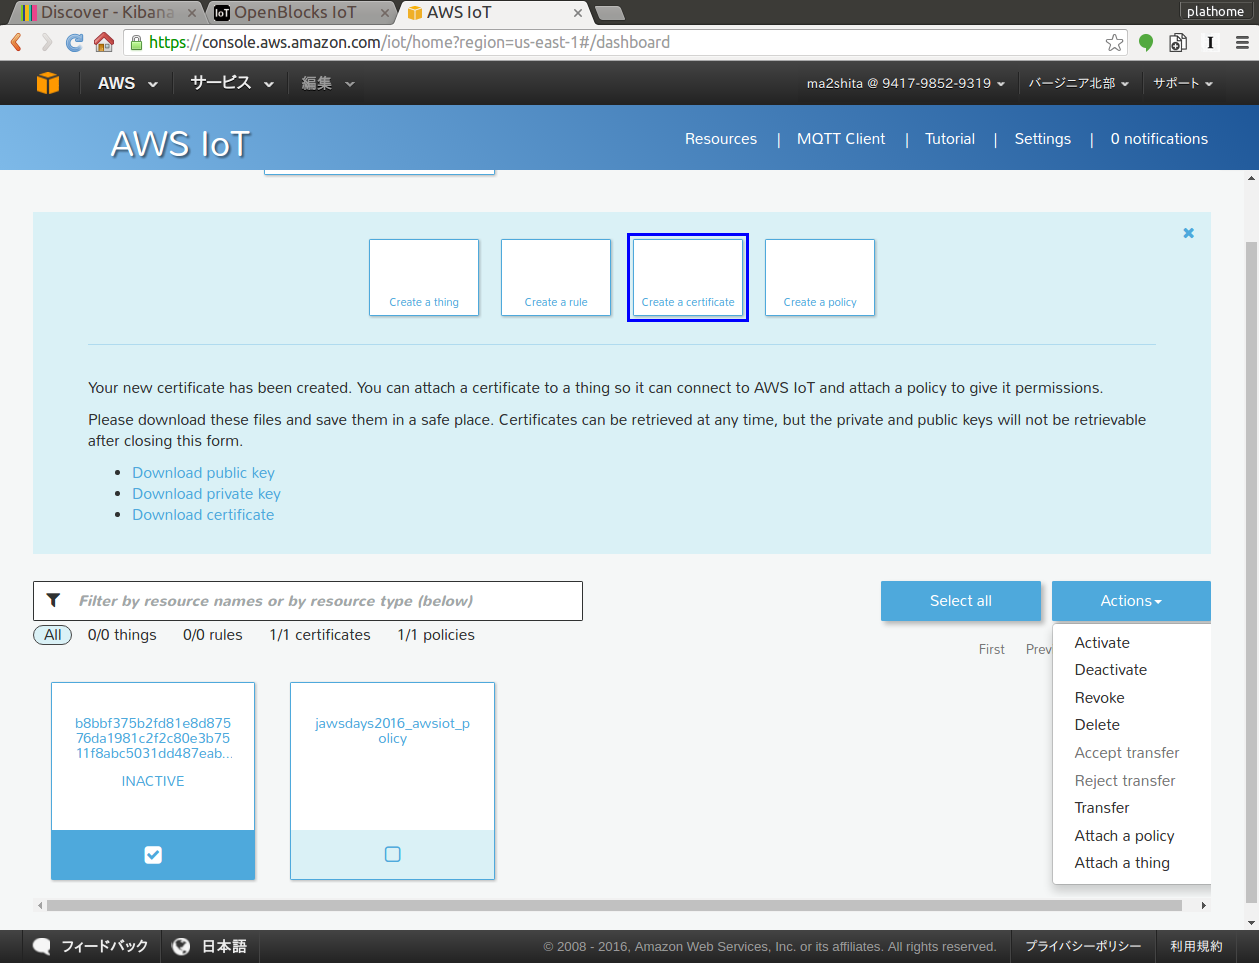 Discover - Kibana
IoT OpenBlocks IoT
AWS IoT
plathome
https://console.aws.amazon.com/iot/home?region=us-east-1#/dashboard
AWS
サービス
編集
ma2shita @ 9417-9852-9319
バージニア北部
サポート
AWS IoT
Resources | MQTT Client | Tutorial | Settings | 0 notifications
Create a thing
Create a rule
Create a certificate
Create a policy
Your new certificate has been created. You can attach a certificate to a thing so it can connect to AWS IoT and attach a policy to give it permissions.
Please download these files and save them in a safe place. Certificates can be retrieved at any time, but the private and public keys will not be retrievable
after closing this form.
• Download public key
• Download private key
• Download certificate
Filter by resource names or by resource type (below)
Select all
Actions
All 0/0 things 0/0 rules 1/1 certificates 1/1 policies
First Prev
Activate
Deactivate
Revoke
Delete
Accept transfer
Reject transfer
Transfer
Attach a policy
Attach a thing
b8bbf375b2fd81e8d875
76da1981c2f2c80e3b75
11f8abc5031dd487eab...
INACTIVE
jawsdays2016_awsiot_p
olicy
フィードバック
日本語
© 2008 - 2016, Amazon Web Services, Inc. or its affiliates. All rights reserved.
プライバシーポリシー
利用規約